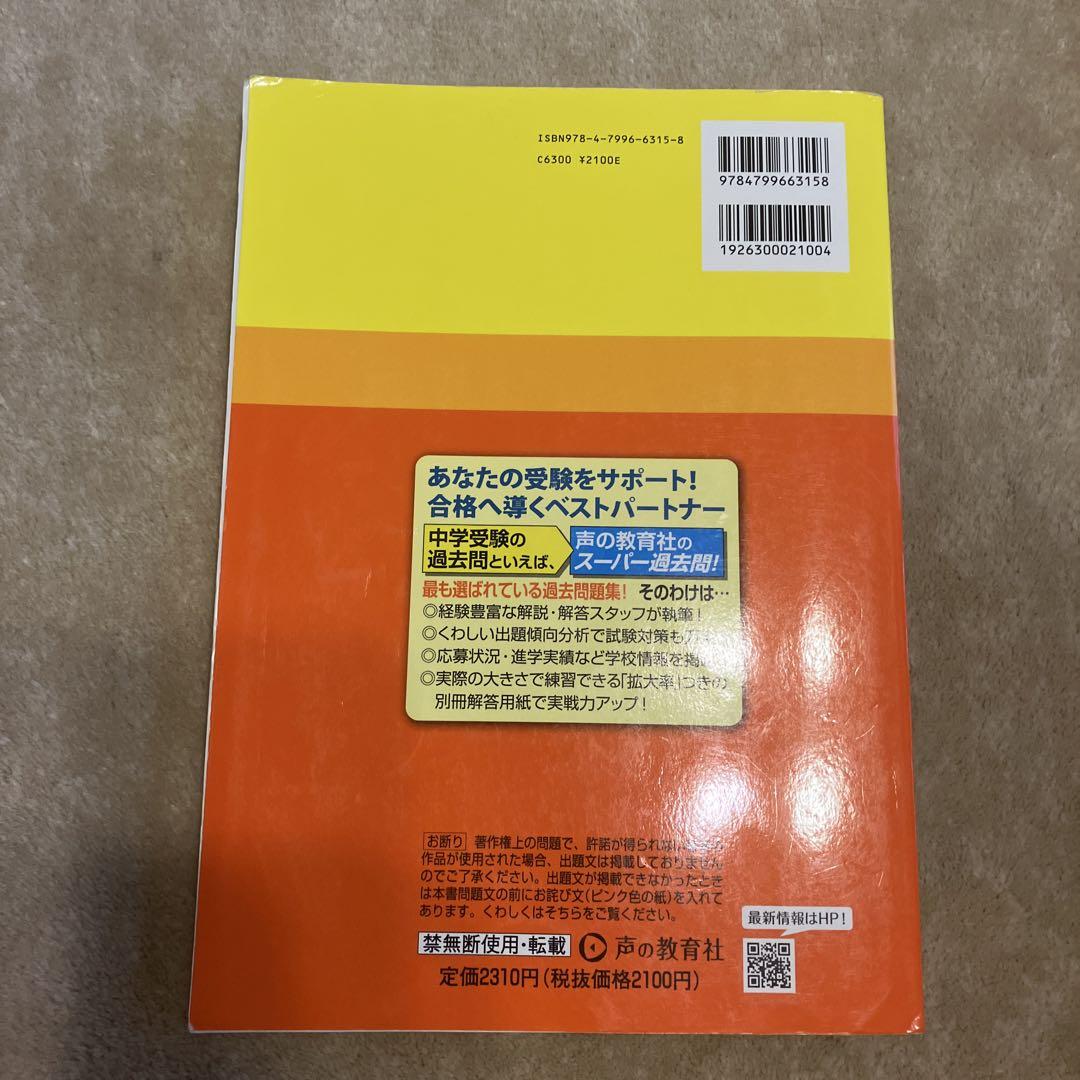 ISBN978-4-7996-6315-8
C6300 ¥2100E
9784799663158
1926300021004
あなたの受験をサポート!
合格へ導くベストパートナー
中学受験の
過去問といえば、
声の教育社の
スーパー過去問!
最も選ばれている過去問題集! そのわけは…
◎経験豊富な解説・解答スタッフが執筆!
◎くわしい出題傾向分析で試験対策も
◎応募状況・進学実績など学校情報を掲
◎実際の大きさで練習できる「拡大率」つきの
別冊解答用紙で実戦力アップ!
お断り 著作権上の問題で、許諾が得られない
作品が使用された場合、出題文は掲載しておりません
のでご了承ください。出題文が掲載できなかったとき
は本書問題文の前にお詫び文(ピンク色の紙)を入れて
あります。くわしくはそちらをご覧ください。
最新情報はHP!
禁無断使用・転載 声の教育社
定価2310円(税抜価格2100円)